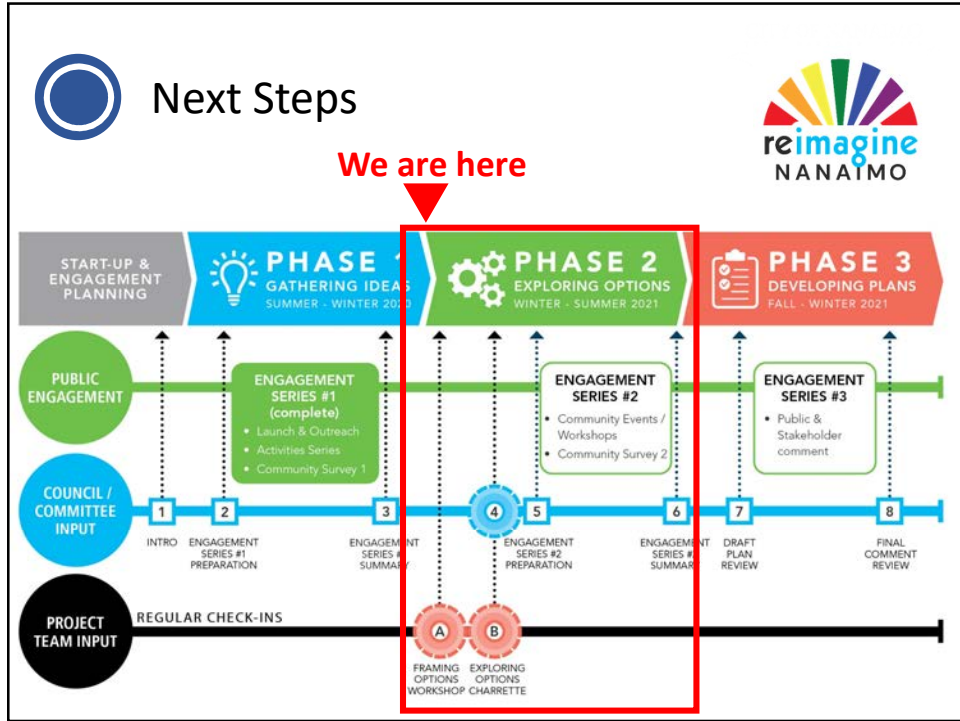 Next Steps
reimagine
NANAIMO
We are here
START-UP &
ENGAGEMENT
PLANNING
PHASE 1
GATHERING IDEAS
SUMMER - WINTER 2020
PHASE 2
EXPLORING OPTIONS
WINTER - SUMMER 2021
PHASE 3
DEVELOPING PLANS
FALL - WINTER 2021
PUBLIC
ENGAGEMENT
ENGAGEMENT
SERIES #1
(complete)
• Launch & Outreach
• Activities Series
• Community Survey 1
ENGAGEMENT
SERIES #2
• Community Events /
Workshops
• Community Survey 2
ENGAGEMENT
SERIES #3
• Public &
Stakeholder
comment
COUNCIL /
COMMITTEE
INPUT
1
INTRO
2
ENGAGEMENT
SERIES #1
PREPARATION
3
ENGAGEMENT
SERIES #1
SUMMARY
4
5
ENGAGEMENT
SERIES #2
PREPARATION
6
ENGAGEMENT
SERIES #2
SUMMARY
7
DRAFT
PLAN
REVIEW
8
FINAL
COMMENT
REVIEW
PROJECT
TEAM INPUT
REGULAR CHECK-INS
A
FRAMING
OPTIONS
WORKSHOP
B
EXPLORING
OPTIONS
CHARRETTE